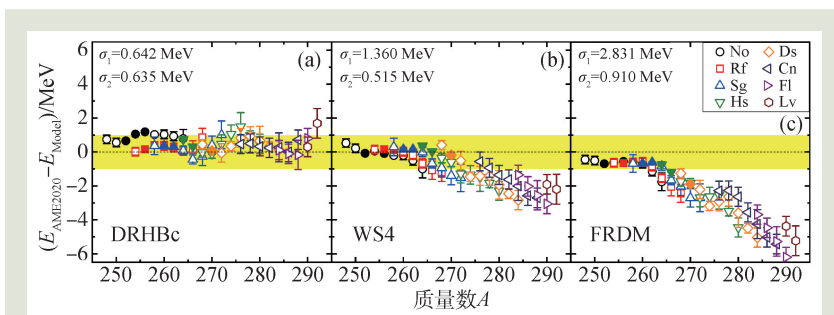 (E_AME2020−E_Model)/MeV
6
4
2
0
−2
−4
−6
σ₁=0.642 MeV
σ₂=0.635 MeV
(a)
DRHBc
σ₁=1.360 MeV
σ₂=0.515 MeV
(b)
WS4
σ₁=2.831 MeV
σ₂=0.910 MeV
No Ds
Rf Cn
Sg Fl
Hs Lv
(c)
FRDM
250 260 270 280 290 250 260 270 280 290 250 260 270 280 290
质量数A